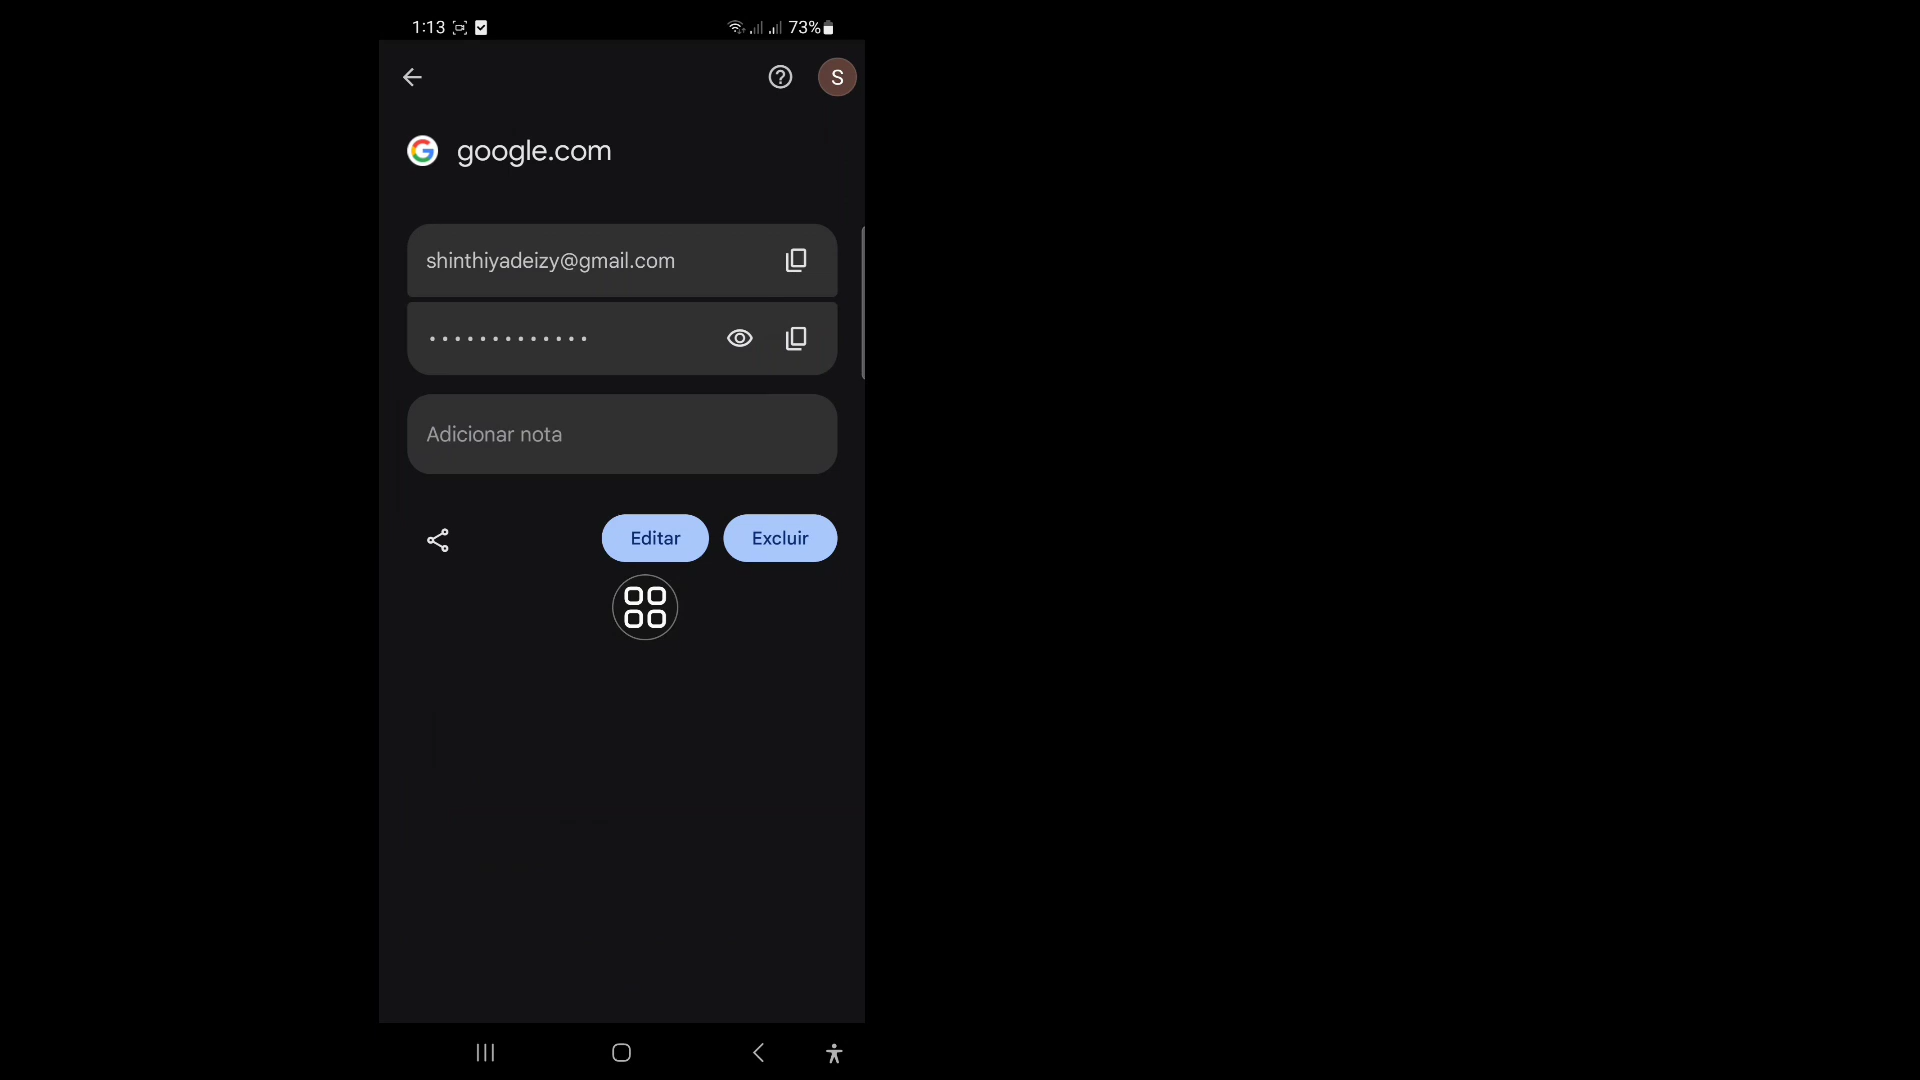 1:13
73%
S
google.com
shinthiyadeizy@gmail.com
•••••••••••••
Adicionar nota
Editar
Excluir